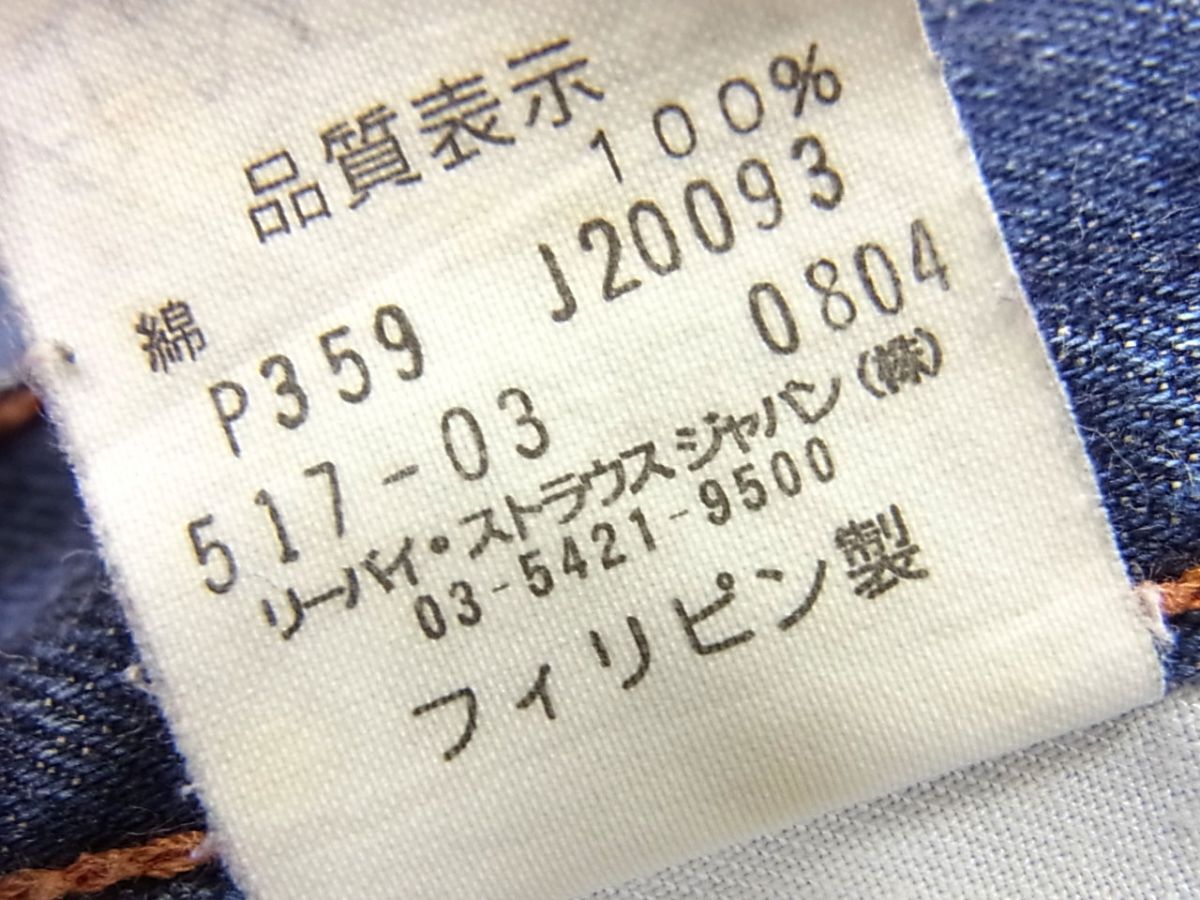 品質表示
綿 100%
P359 J20093
517-03 0804
リーバイ・ストラウスジャパン(株)
03-5421-9500
フィリピン製